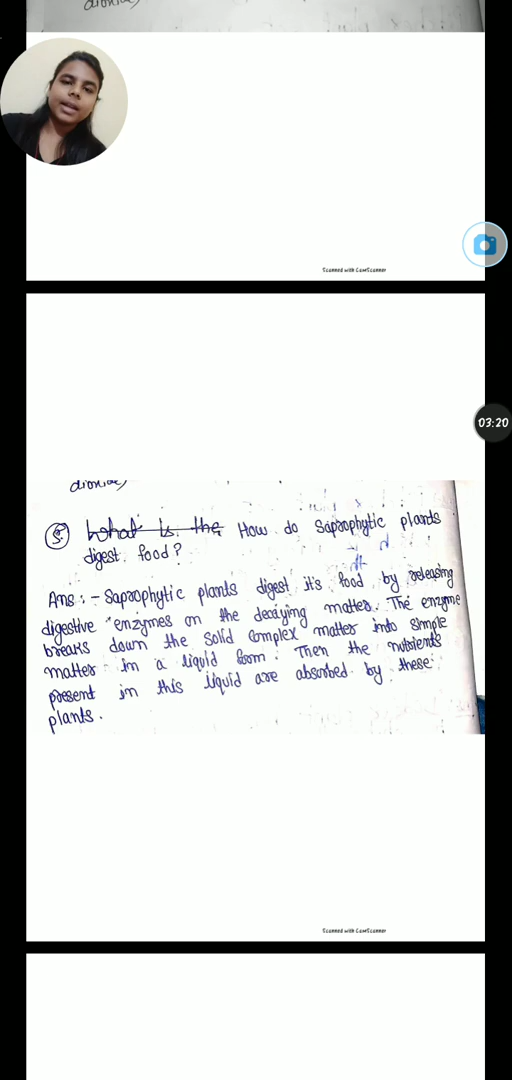 dioxide)
Scanned with CamScanner
03:20
dioxide)
5. What is the How do Saprophytic plants
digest food?
Ans:- Saprophytic plants digest it's food by releasing
digestive enzymes on the decaying matter. The enzyme
breaks down the solid complex matter into simple
matter in a liquid form. Then the nutrients
present in this liquid are absorbed by these
plants.
Scanned with CamScanner